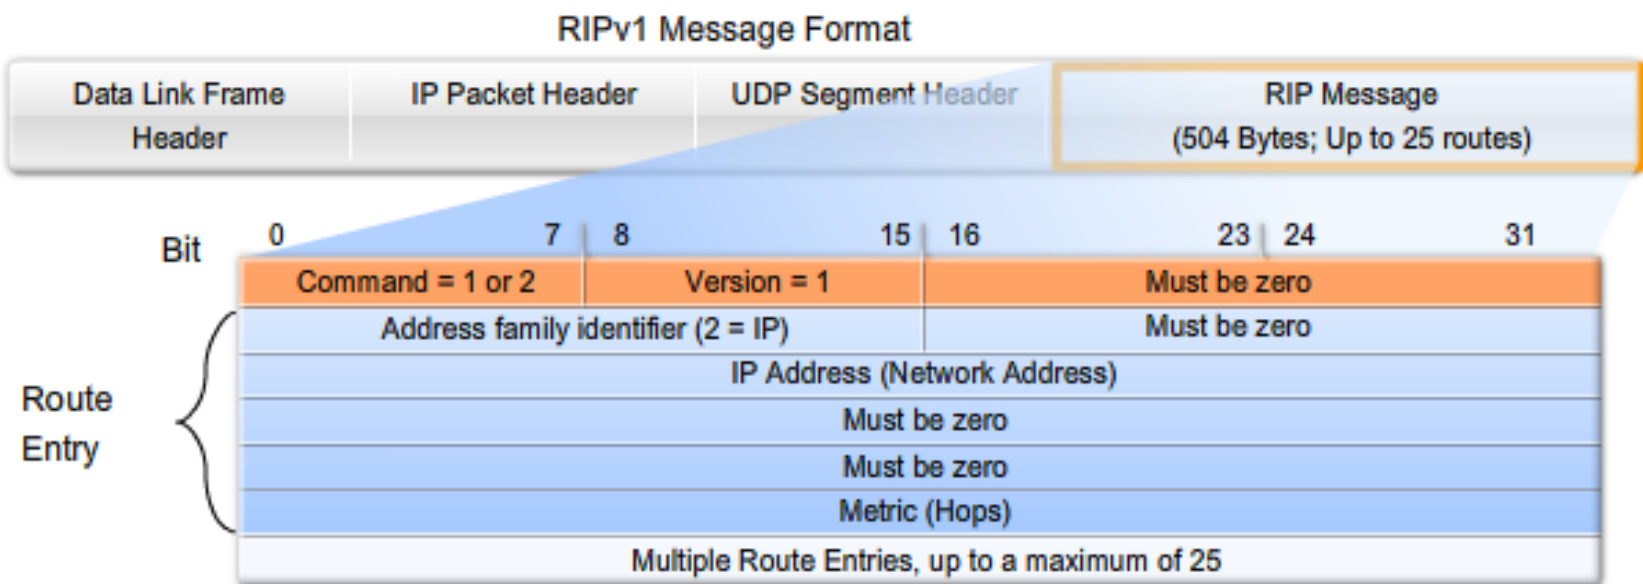 RIPv1 Message Format
Data Link Frame Header
IP Packet Header
UDP Segment Header
RIP Message
(504 Bytes; Up to 25 routes)
Bit
0 7 8 15 16 23 24 31
Command = 1 or 2
Version = 1
Must be zero
Address family identifier (2 = IP)
Must be zero
IP Address (Network Address)
Must be zero
Must be zero
Metric (Hops)
Route
Entry
Multiple Route Entries, up to a maximum of 25